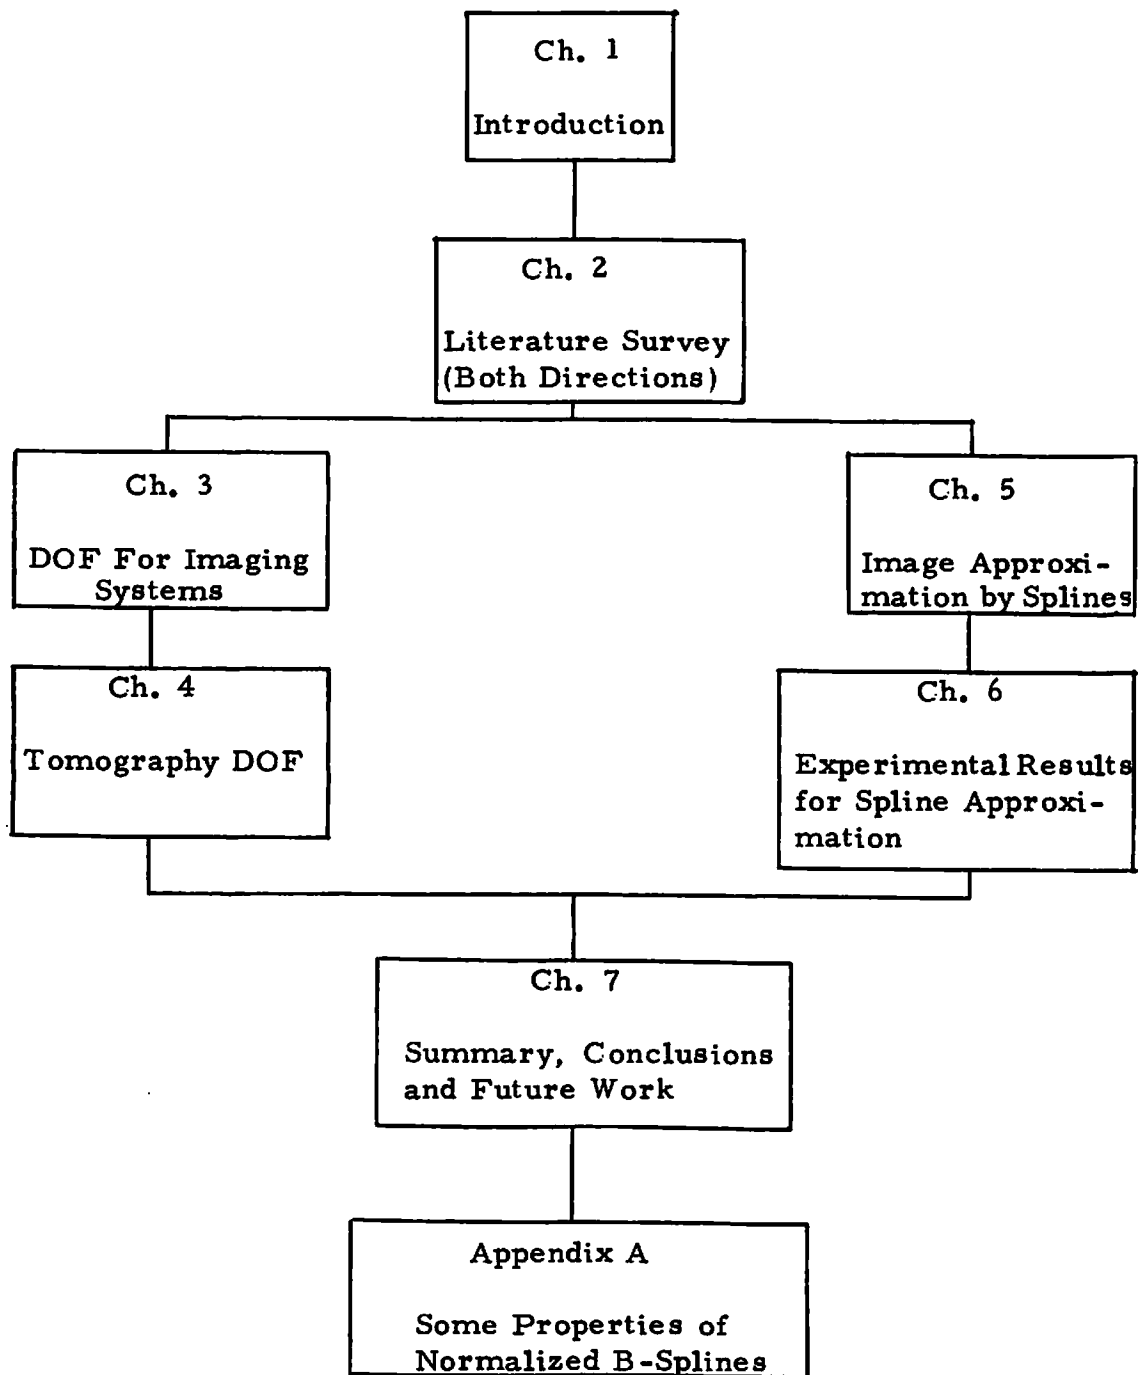 Ch. 1
Introduction
Ch. 2
Literature Survey
(Both Directions)
Ch. 3
DOF For Imaging
Systems
Ch. 4
Tomography DOF
Ch. 5
Image Approxi-
mation by Splines
Ch. 6
Experimental Results
for Spline Approxi-
mation
Ch. 7
Summary, Conclusions
and Future Work
Appendix A
Some Properties of
Normalized B-Splines